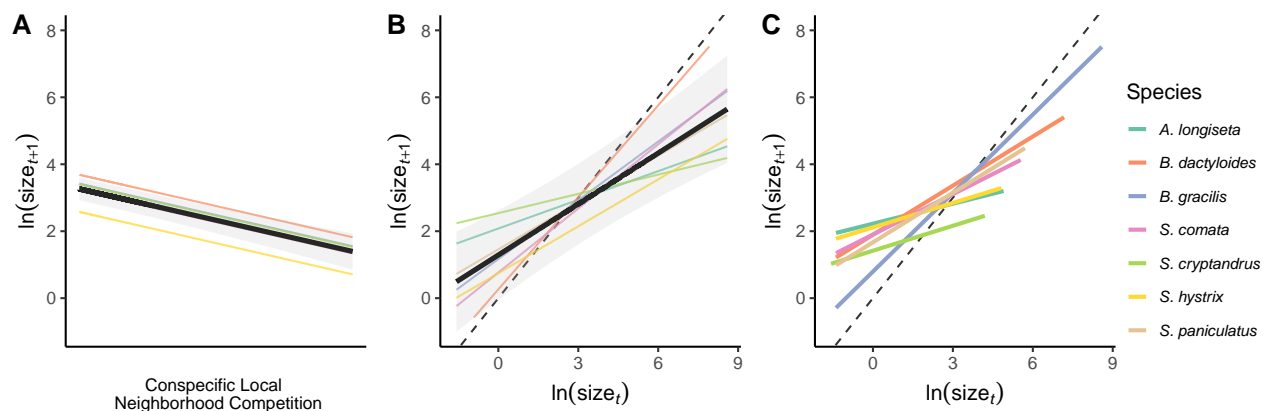 A
B
C
8
6
4
2
0
ln(size_{t+1})
Conspecific Local
Neighborhood Competition
8
6
4
2
0
ln(size_{t+1})
0 3 6 9
ln(size_t)
8
6
4
2
0
ln(size_{t+1})
0 3 6 9
ln(size_t)
Species
A. longiseta
B. dactyloides
B. gracilis
S. comata
S. cryptandrus
S. hystrix
S. paniculatus